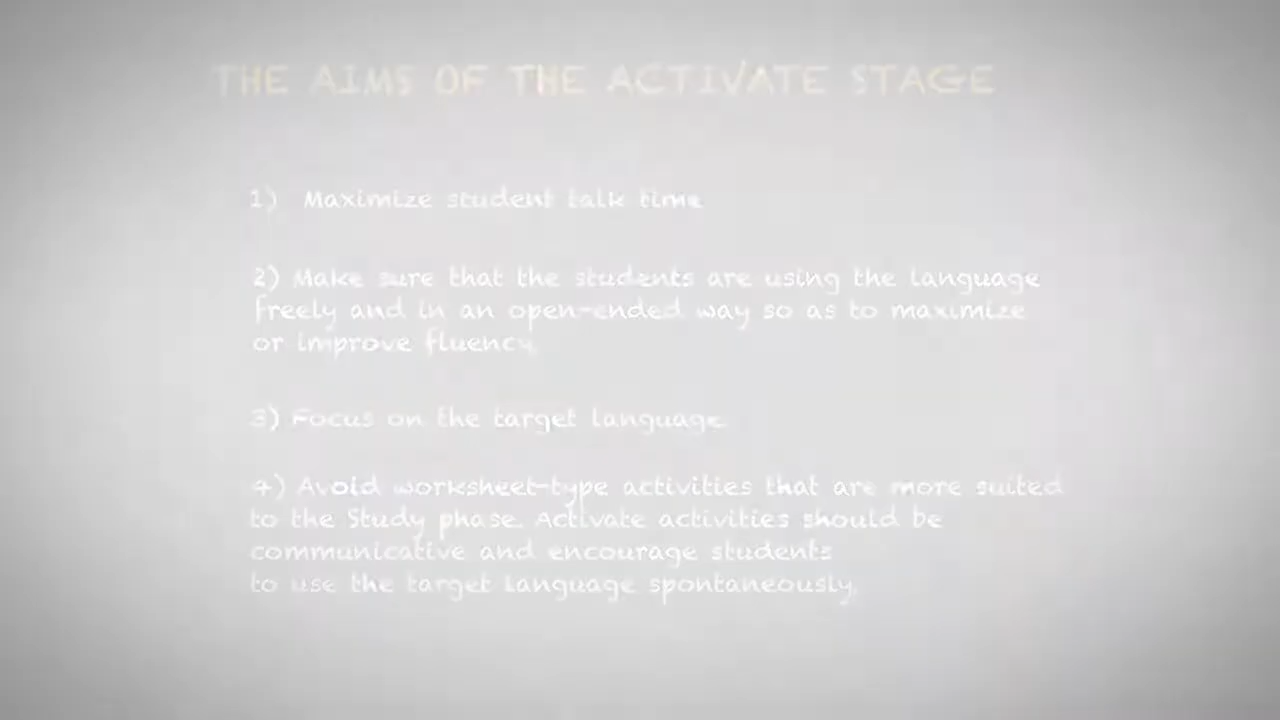 THE AIMS OF THE ACTIVATE STAGE
1) Maximize student talk time
2) Make sure that the students are using the language
freely and in an open-ended way so as to maximize
or improve fluency.
3) Focus on the target language.
4) Avoid worksheet-type activities that are more suited
to the Study phase. Activate activities should be
communicative and encourage students
to use the target language spontaneously.